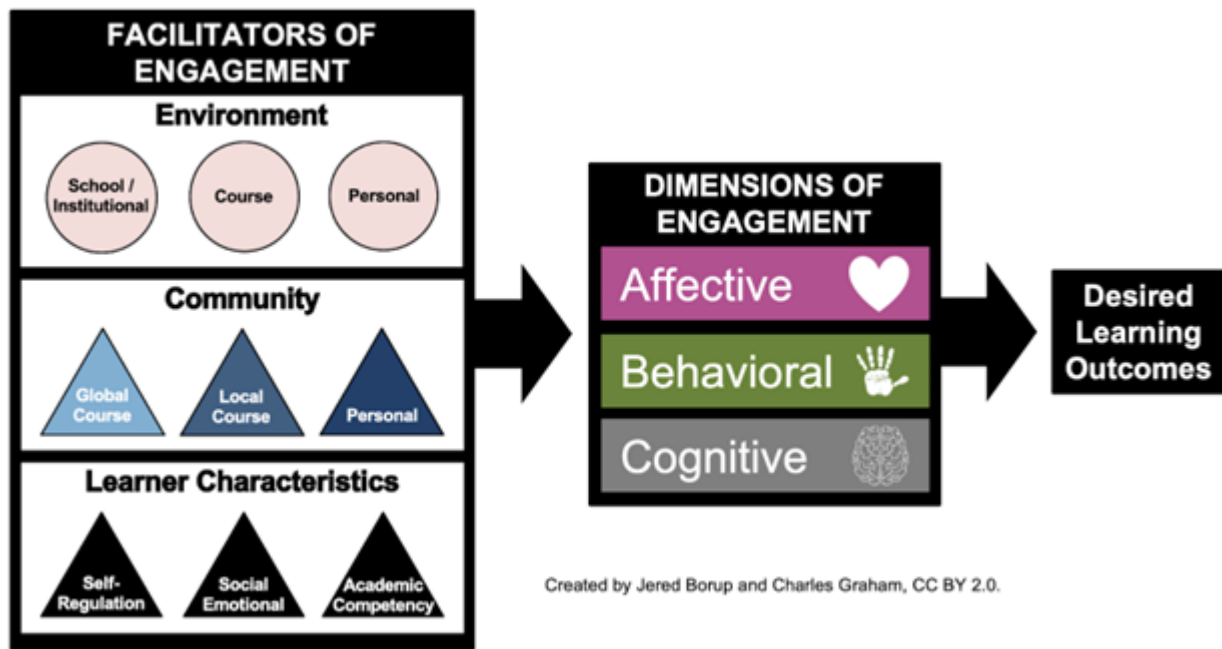 FACILITATORS OF
ENGAGEMENT
Environment
School /
Institutional
Course
Personal
Community
Global
Course
Local
Course
Personal
Learner Characteristics
Self-
Regulation
Social
Emotional
Academic
Competency
DIMENSIONS OF
ENGAGEMENT
Affective
Behavioral
Cognitive
Desired
Learning
Outcomes
Created by Jered Borup and Charles Graham, CC BY 2.0.